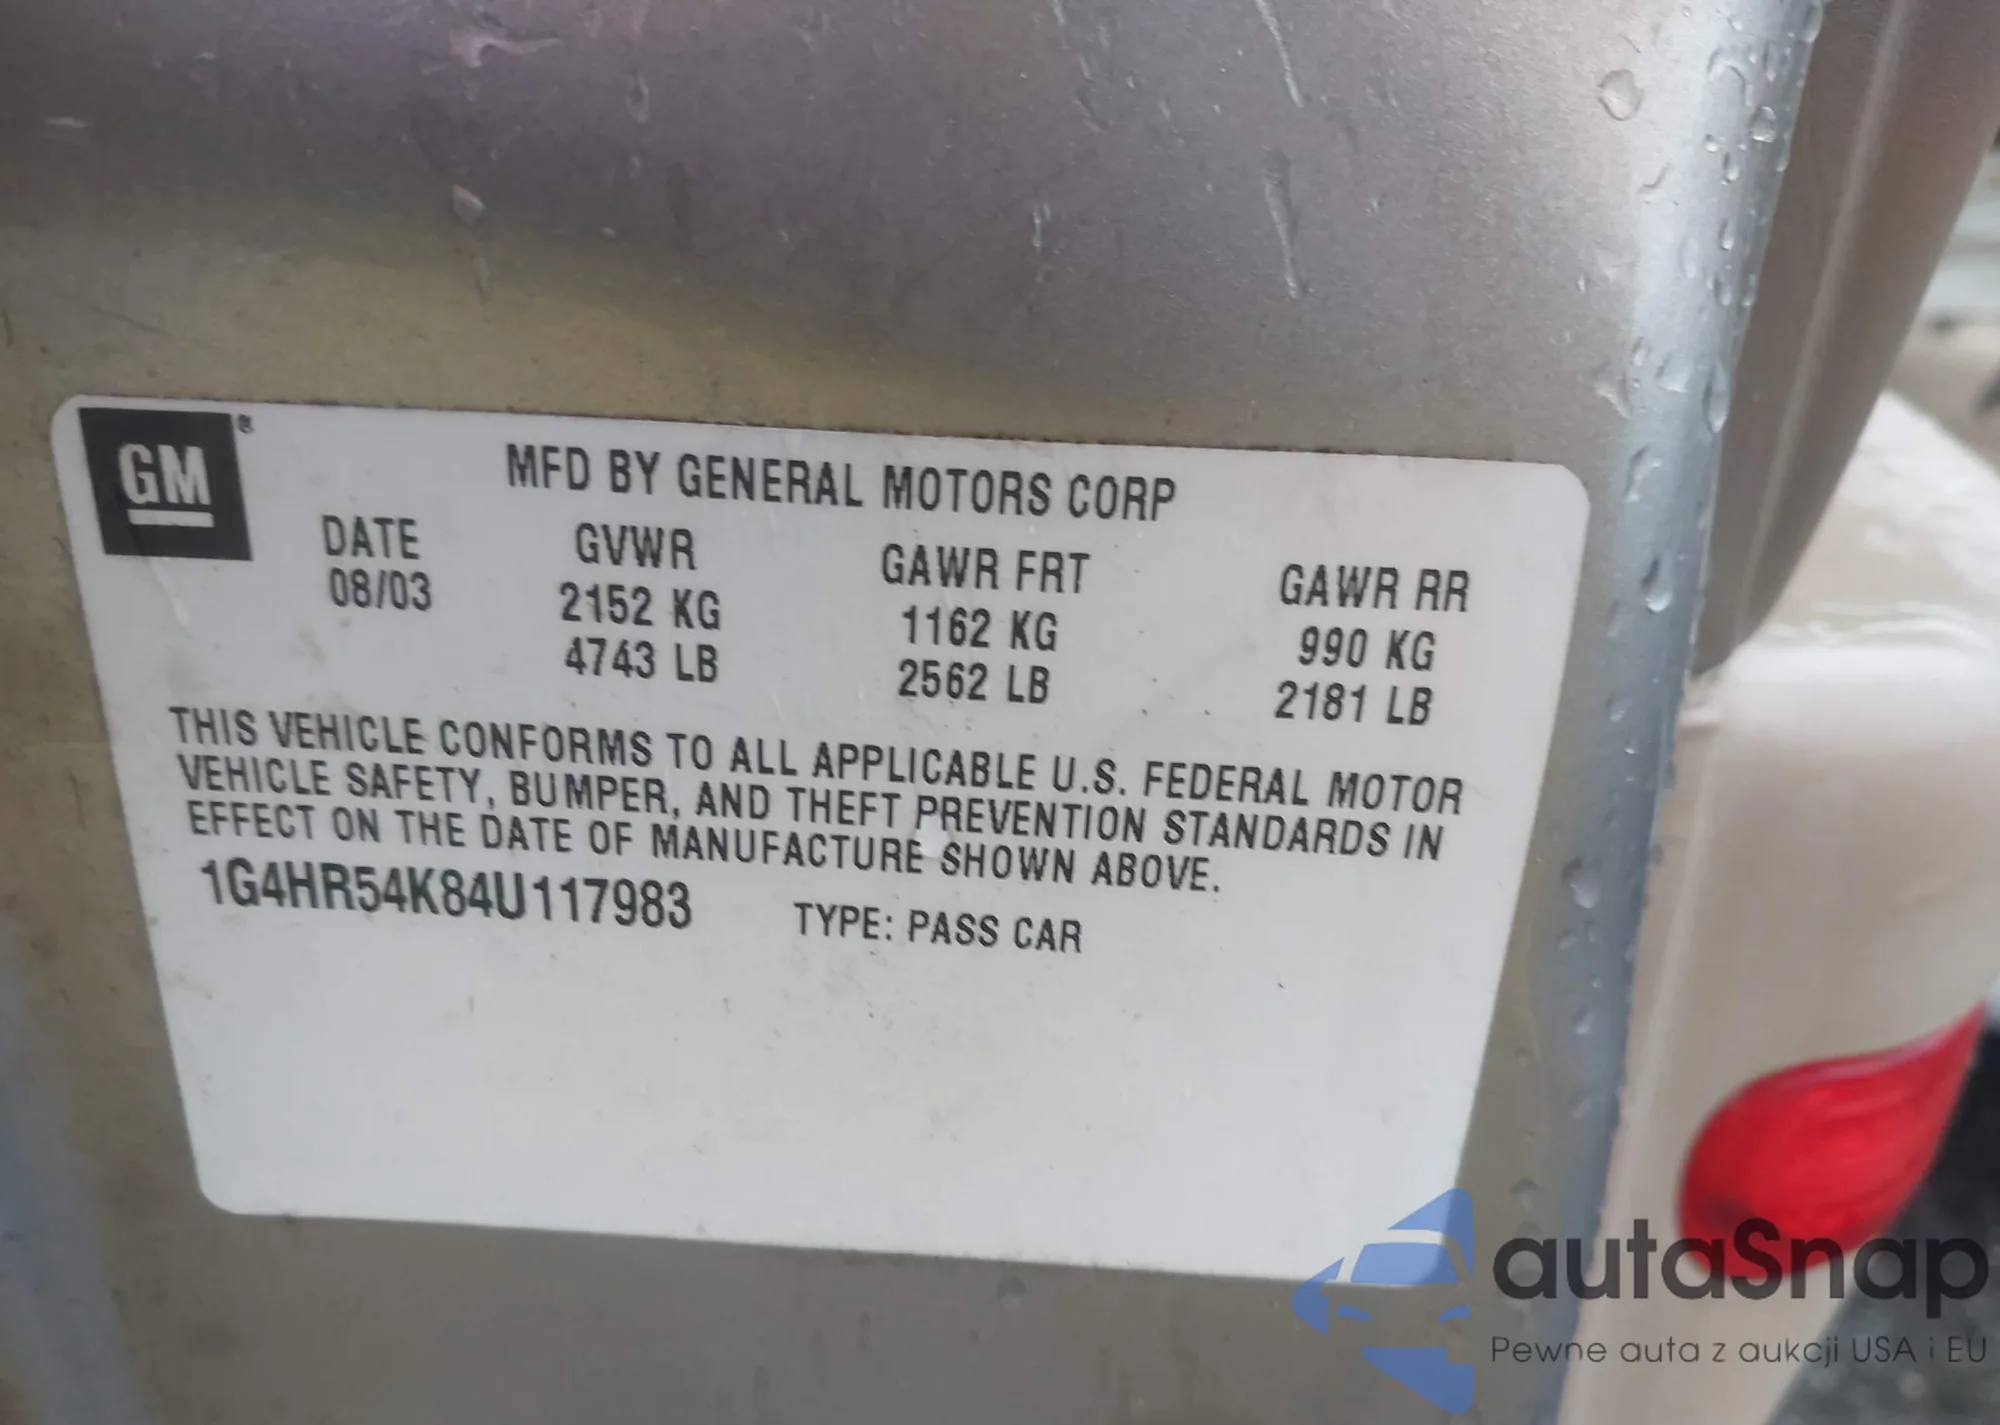 GM®
MFD BY GENERAL MOTORS CORP
DATE GVWR GAWR FRT GAWR RR
08/03 2152 KG 1162 KG 990 KG
4743 LB 2562 LB 2181 LB
THIS VEHICLE CONFORMS TO ALL APPLICABLE U.S. FEDERAL MOTOR
VEHICLE SAFETY, BUMPER, AND THEFT PREVENTION STANDARDS IN
EFFECT ON THE DATE OF MANUFACTURE SHOWN ABOVE.
1G4HR54K84U117983 TYPE: PASS CAR
autaSnap
Pewne auta z aukcji USA i EU